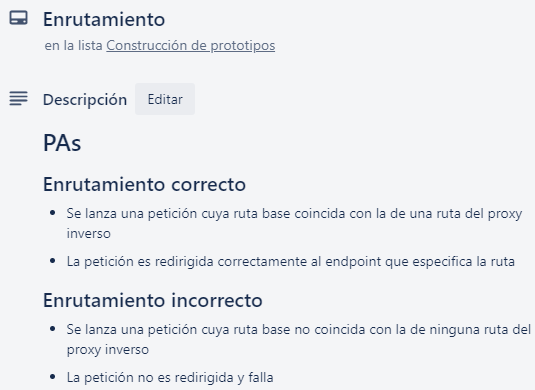 Enrutamiento
en la lista Construcción de prototipos
Descripción Editar
PAs
Enrutamiento correcto
• Se lanza una petición cuya ruta base coincida con la de una ruta del proxy
inverso
• La petición es redirigida correctamente al endpoint que especifica la ruta
Enrutamiento incorrecto
• Se lanza una petición cuya ruta base no coincida con la de ninguna ruta del
proxy inverso
• La petición no es redirigida y falla